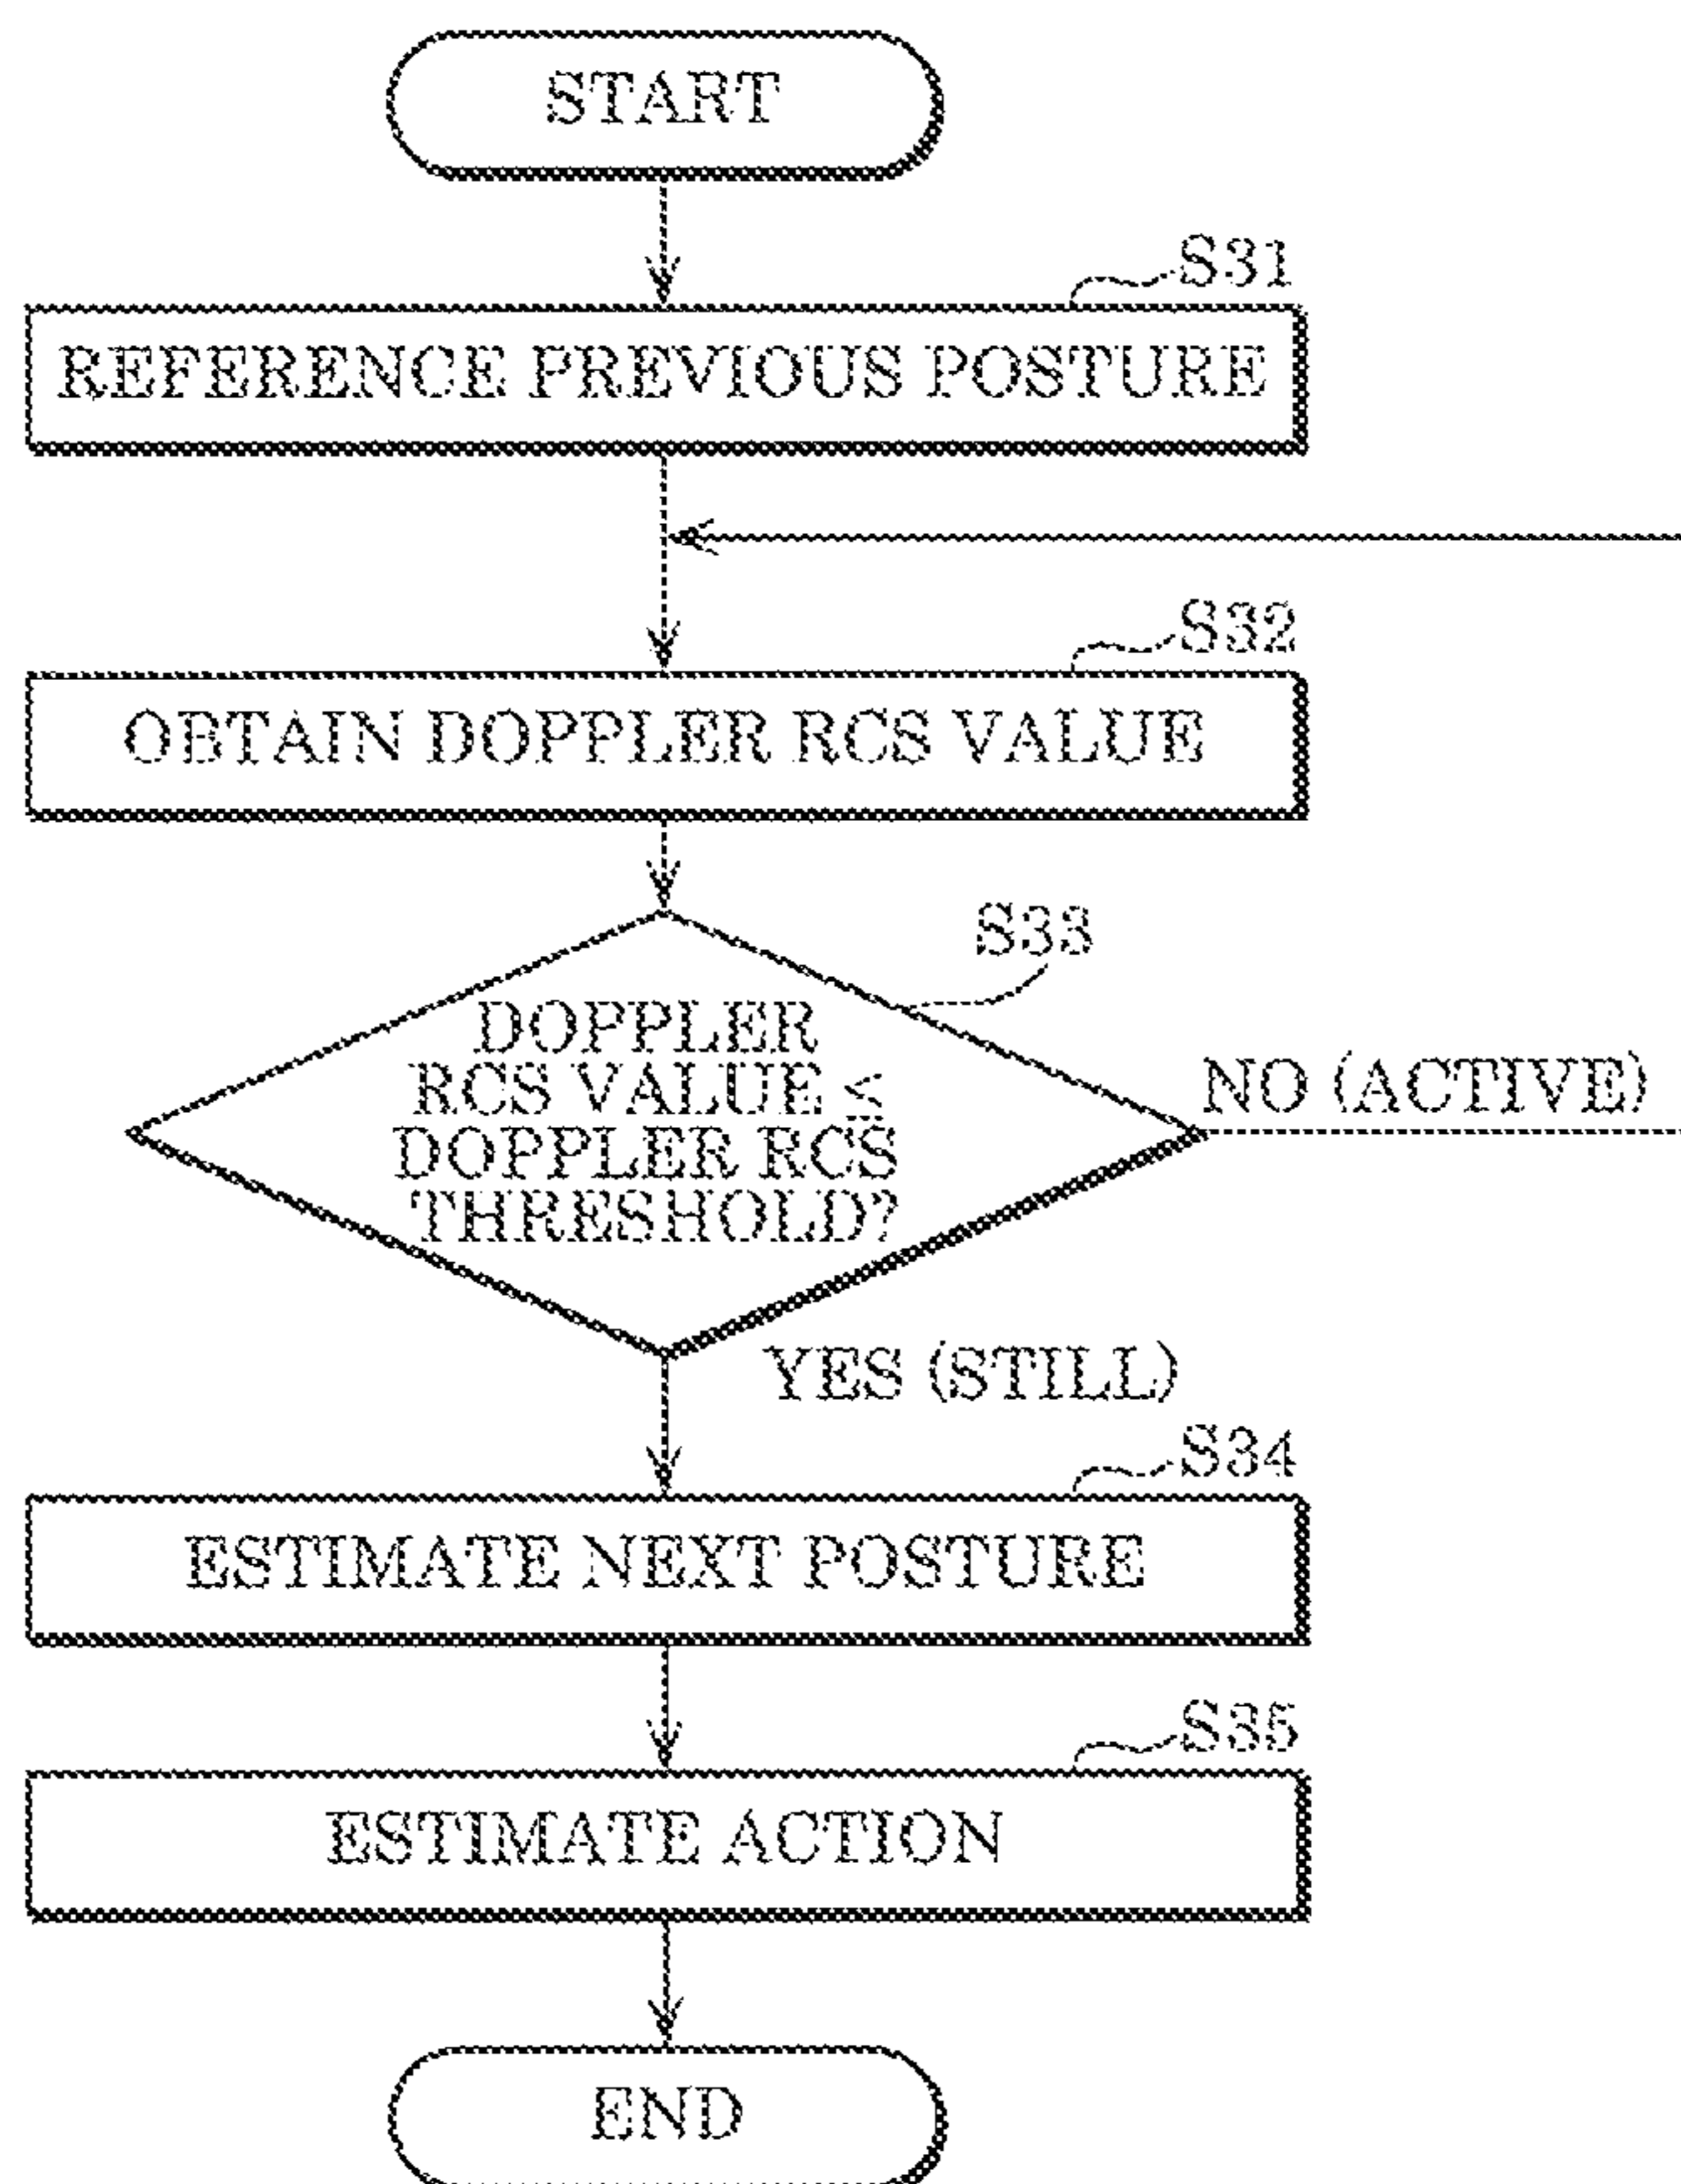 START
S31
REFERENCE PREVIOUS POSTURE
S32
OBTAIN DOPPLER RCS VALUE
S33
DOPPLER
RCS VALUE ≤
DOPPLER RCS
THRESHOLD?
NO (ACTIVE)
YES (STILL)
S34
ESTIMATE NEXT POSTURE
S35
ESTIMATE ACTION
END